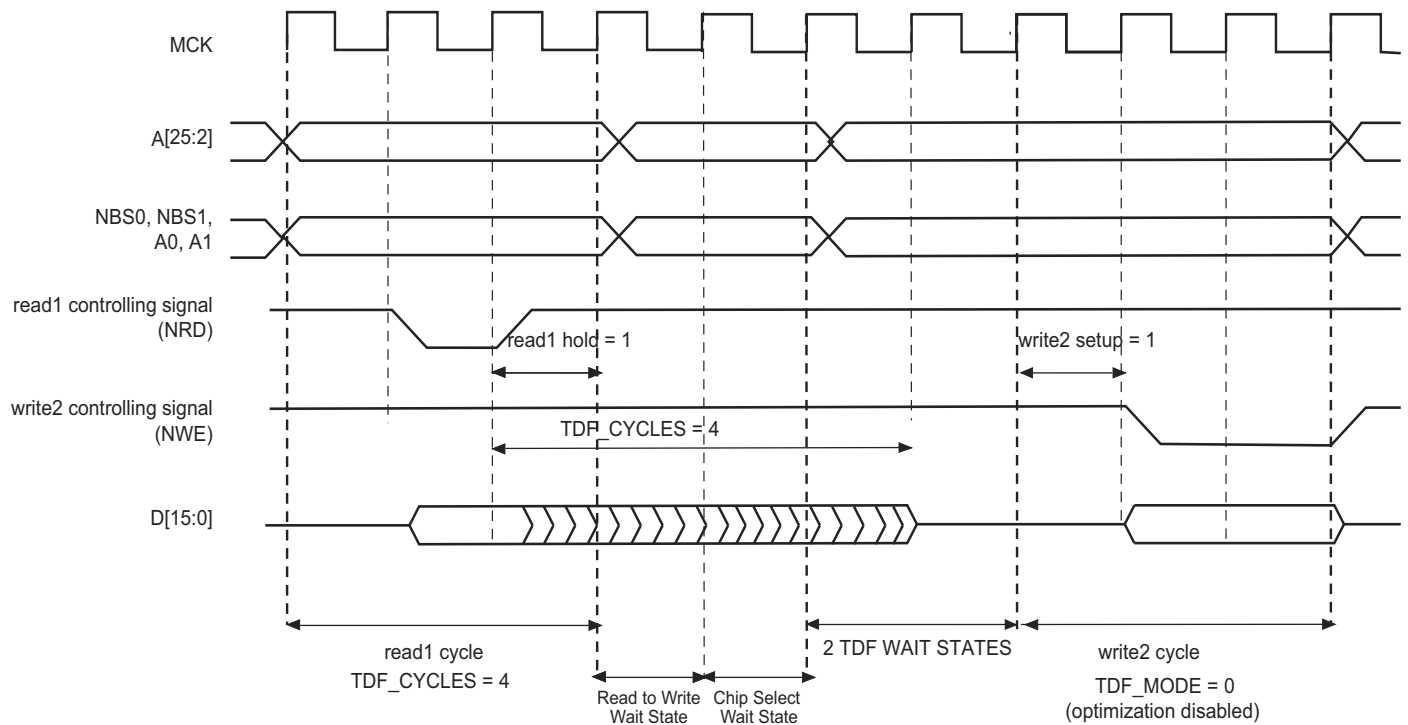 MCK
A[25:2]
NBS0, NBS1,
A0, A1
read1 controlling signal
(NRD)
read1 hold = 1
write2 setup = 1
write2 controlling signal
(NWE)
TDF_CYCLES = 4
D[15:0]
read1 cycle
TDF_CYCLES = 4
Read to Write
Wait State
Chip Select
Wait State
2 TDF WAIT STATES
write2 cycle
TDF_MODE = 0
(optimization disabled)